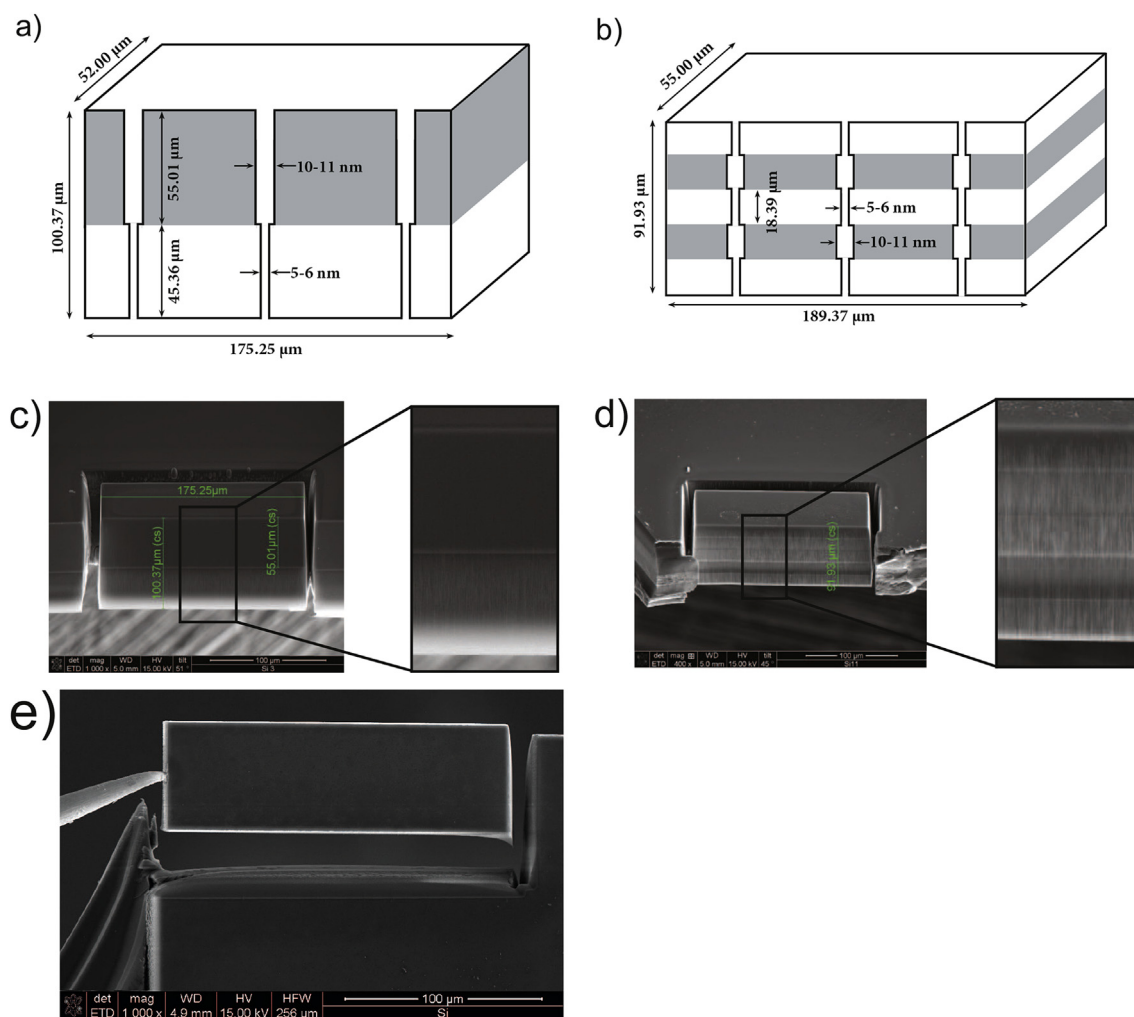 a)
52.00 μm
100.37 μm
55.01 μm
10-11 nm
45.36 μm
5-6 nm
175.25 μm
b)
55.00 μm
91.93 μm
18.39 μm
5-6 nm
10-11 nm
189.37 μm
c)
175.25μm
100.37μm (cs)
55.01μm (cs)
det mag WD HV tilt
100 μm
ETD 1 000 x 5.0 mm 15.00 kV 51 °
Si 3
d)
91.93 μm (cs)
det mag WD HV tilt
100 μm
ETD 400 x 5.0 mm 15.00 kV 45 °
Si11
e)
det mag WD HV HFW
100 μm
ETD 1 000 x 4.9 mm 15.00 kV 256 μm
Si